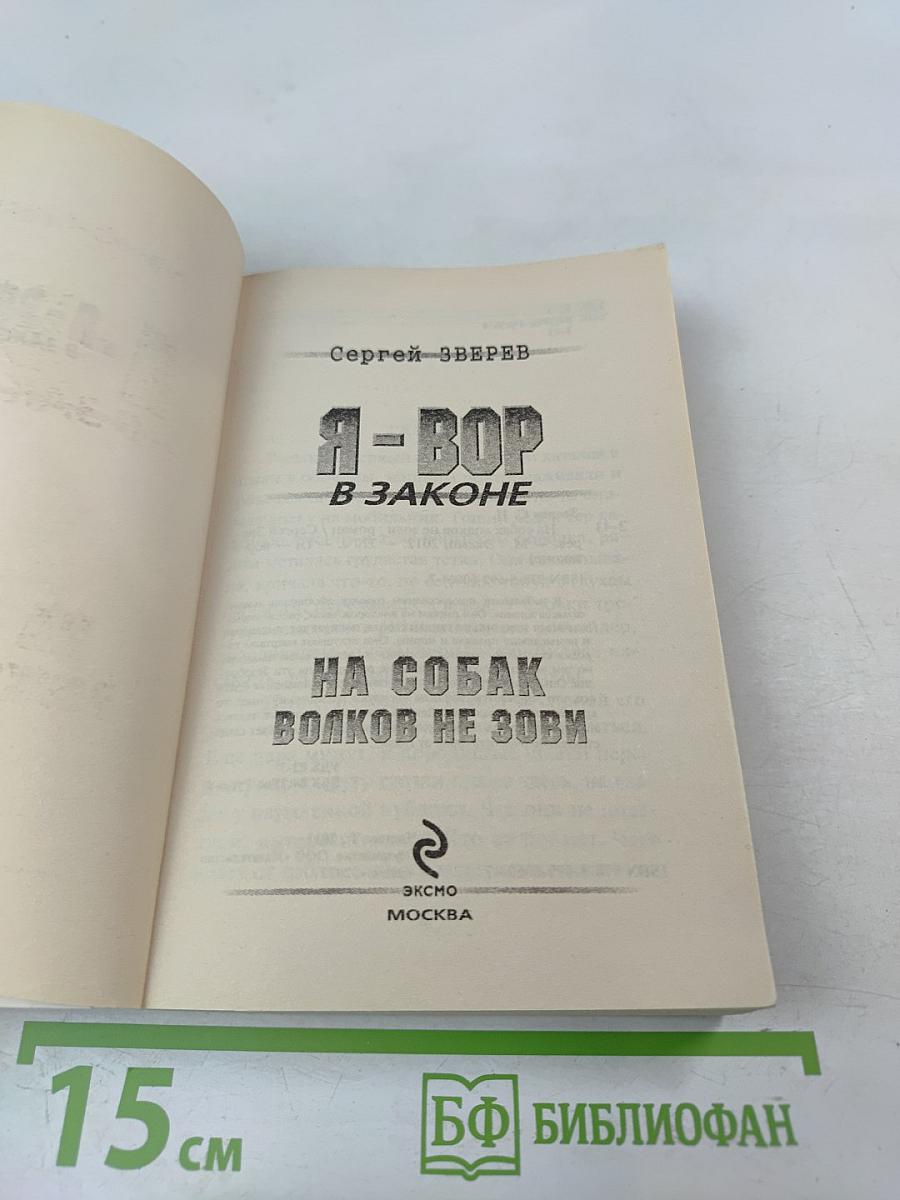 Сергей ЗВЕРЕВ
Я - ВОР
В ЗАКОНЕ
НА СОБАК
ВОЛКОВ НЕ ЗОВИ
ЭКСМО
МОСКВА
15 см
БФ БИБЛИОФАН